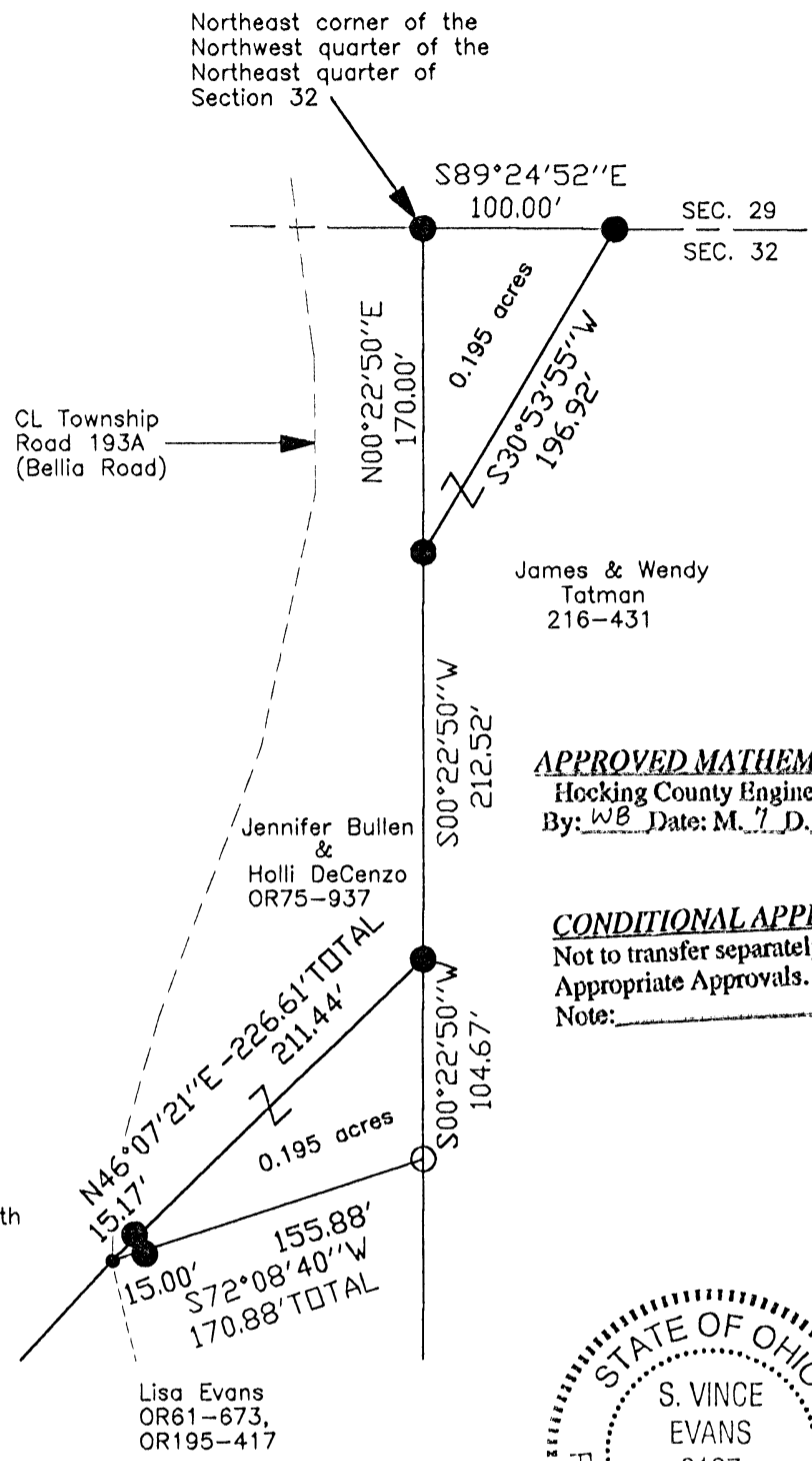 Northeast corner of the
Northwest quarter of the
Northeast quarter of
Section 32
S89°24'52''E
100.00'
SEC. 29
SEC. 32
0.195 acres
N00°22'50''E
170.00'
S30°53'55''W
196.92'
CL Township
Road 193A
(Bellia Road)
James & Wendy
Tatman
216-431
S00°22'50''W
212.52'
APPROVED MATHEM
Hocking County Engine
By: WB Date: M. 7 D.
Jennifer Bullen
&
Holli DeCenzo
OR75-937
CONDITIONAL APP
Not to transfer separatel
Appropriate Approvals.
Note:
N46°07'21''E -226.61'TOTAL
211.44'
S00°22'50''W
104.67'
0.195 acres
th
15.17'
15.00'
155.88'
S72°08'40''W
170.88'TOTAL
Lisa Evans
OR61-673,
OR195-417
STATE OF OHIO
S. VINCE
EVANS